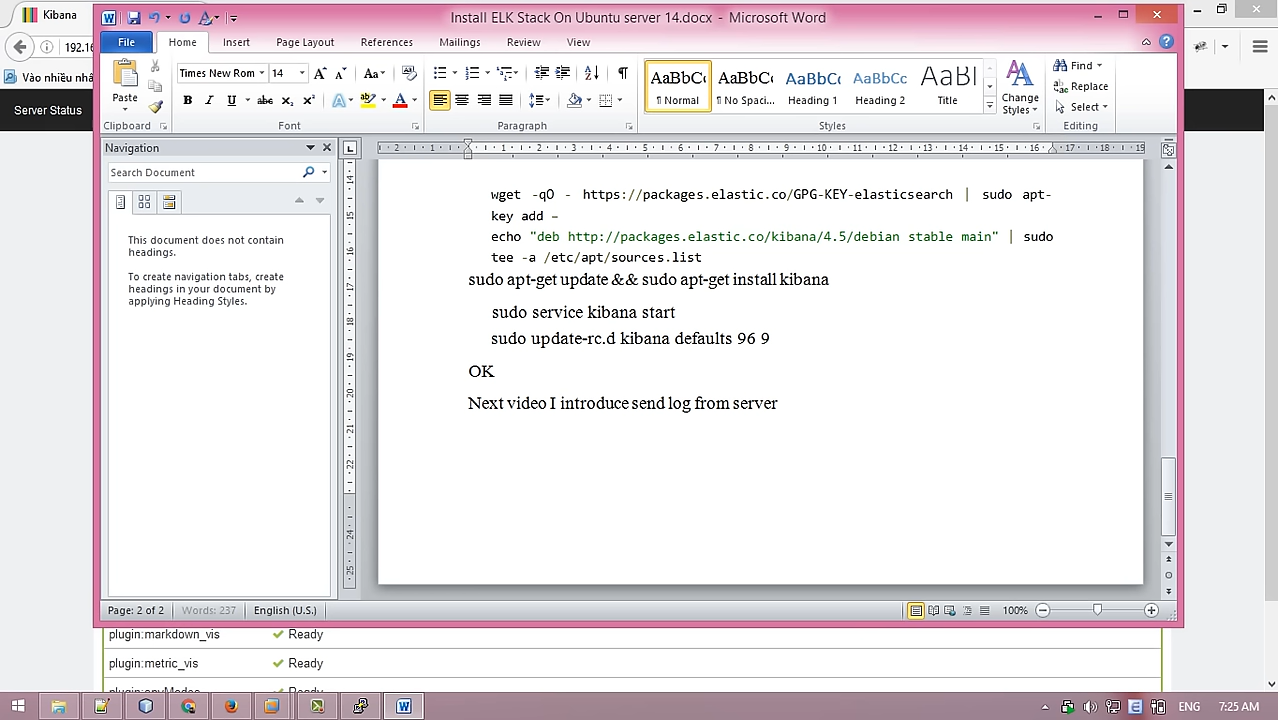 Kibana
Install ELK Stack On Ubuntu server 14.docx - Microsoft Word
192.16
File Home Insert Page Layout References Mailings Review View
Vào nhiều nhấ
Server Status
Paste
Times New Rom 14
Clipboard Font Paragraph Styles Editing
AaBbCc AaBbCc AaBbCc AaBbCc AaBl
¶ Normal ¶ No Spaci... Heading 1 Heading 2 Title
Change Styles
Find
Replace
Select
Navigation
Search Document
This document does not contain
headings.
To create navigation tabs, create
headings in your document by
applying Heading Styles.
wget -qO - https://packages.elastic.co/GPG-KEY-elasticsearch | sudo apt-
key add –
echo "deb http://packages.elastic.co/kibana/4.5/debian stable main" | sudo
tee -a /etc/apt/sources.list
sudo apt-get update && sudo apt-get install kibana
sudo service kibana start
sudo update-rc.d kibana defaults 96 9
OK
Next video I introduce send log from server
Page: 2 of 2 Words: 237 English (U.S.) 100%
plugin:markdown_vis Ready
plugin:metric_vis Ready
ENG 7:25 AM